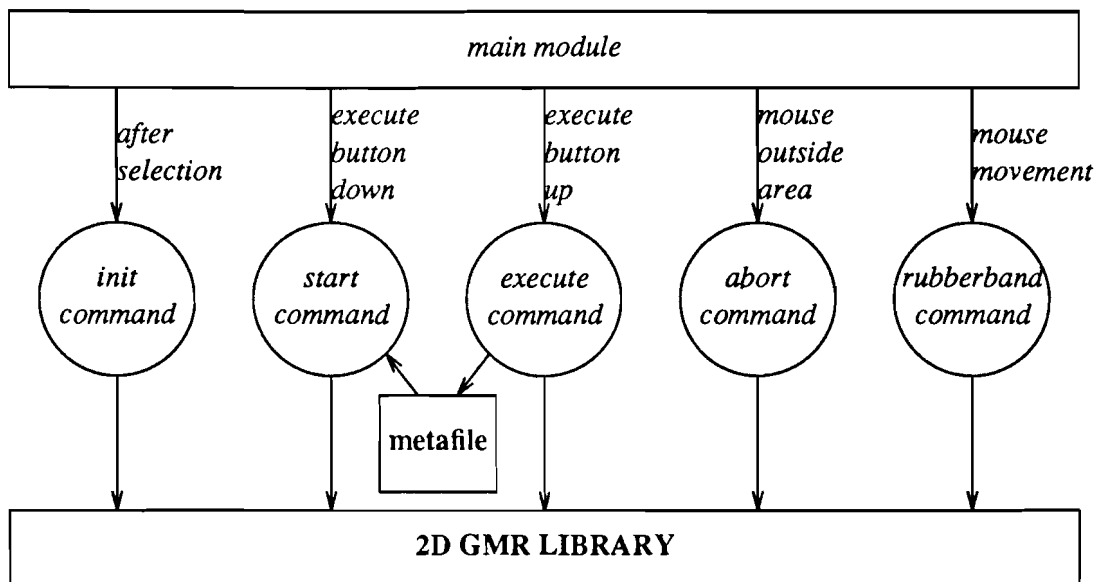 main module
after
selection
execute
button
down
execute
button
up
mouse
outside
area
mouse
movement
init
command
start
command
execute
command
abort
command
rubberband
command
metafile
2D GMR LIBRARY